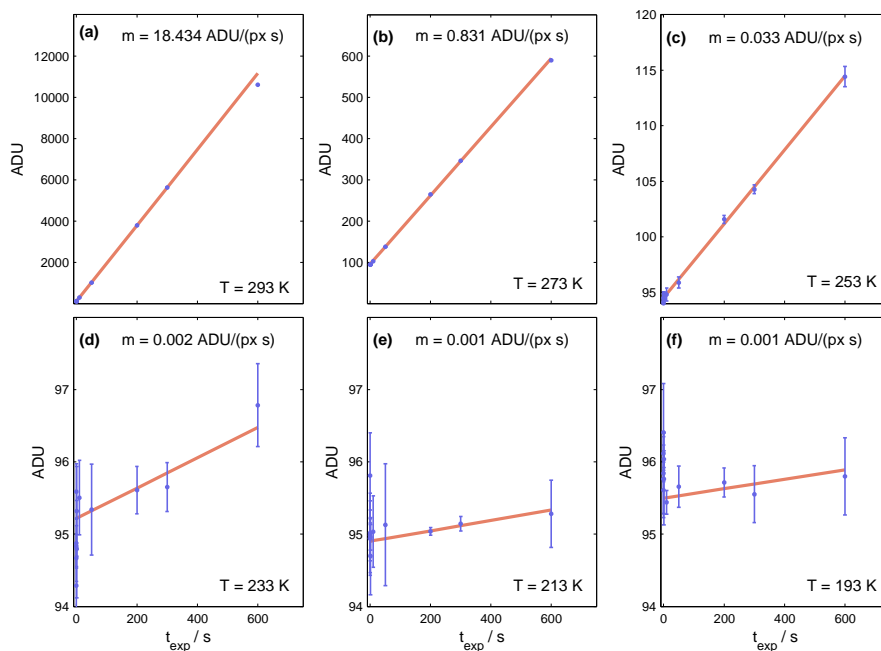 (a) m = 18.434 ADU/(px s)
12000
10000
8000
6000
4000
2000
ADU
T = 293 K
(b) m = 0.831 ADU/(px s)
600
500
400
300
200
100
ADU
T = 273 K
(c) m = 0.033 ADU/(px s)
120
115
110
105
100
95
ADU
T = 253 K
(d) m = 0.002 ADU/(px s)
97
96
95
94
ADU
T = 233 K
0 200 400 600
t_exp / s
(e) m = 0.001 ADU/(px s)
97
96
95
94
ADU
T = 213 K
0 200 400 600
t_exp / s
(f) m = 0.001 ADU/(px s)
97
96
95
94
ADU
T = 193 K
0 200 400 600
t_exp / s